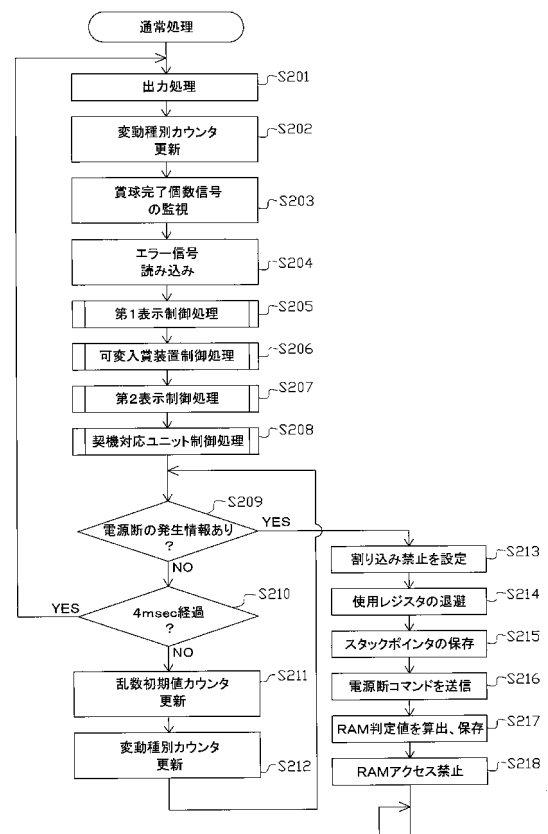 通常処理
出力処理
S201
変動種別カウンタ
更新
S202
賞球完了個数信号
の監視
S203
エラー信号
読み込み
S204
第1表示制御処理
S205
可変入賞装置制御処理
S206
第2表示制御処理
S207
契機対応ユニット制御処理
S208
電源断の発生情報あり
?
S209
YES
NO
4msec経過
?
S210
YES
NO
乱数初期値カウンタ
更新
S211
変動種別カウンタ
更新
S212
割り込み禁止を設定
S213
使用レジスタの退避
S214
スタックポインタの保存
S215
電源断コマンドを送信
S216
RAM判定値を算出、保存
S217
RAMアクセス禁止
S218